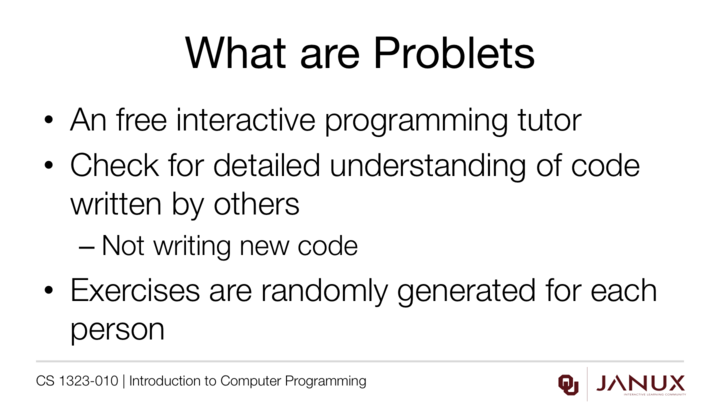 What are Problets
• An free interactive programming tutor
• Check for detailed understanding of code
written by others
– Not writing new code
• Exercises are randomly generated for each
person
CS 1323-010 | Introduction to Computer Programming
OU
JANUX
INTERACTIVE LEARNING COMMUNITY